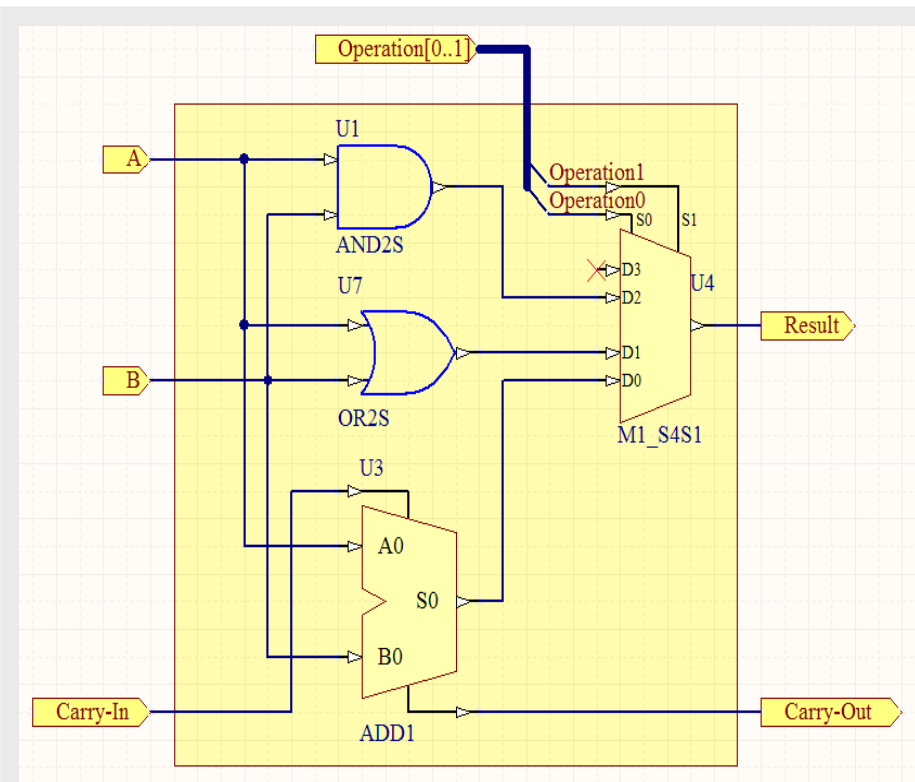 Operation[0..1]
U1
A
AND2S
Operation1
Operation0
S0
S1
D3
D2
U4
U7
D1
D0
Result
B
OR2S
M1_S4S1
U3
A0
S0
B0
Carry-In
ADD1
Carry-Out